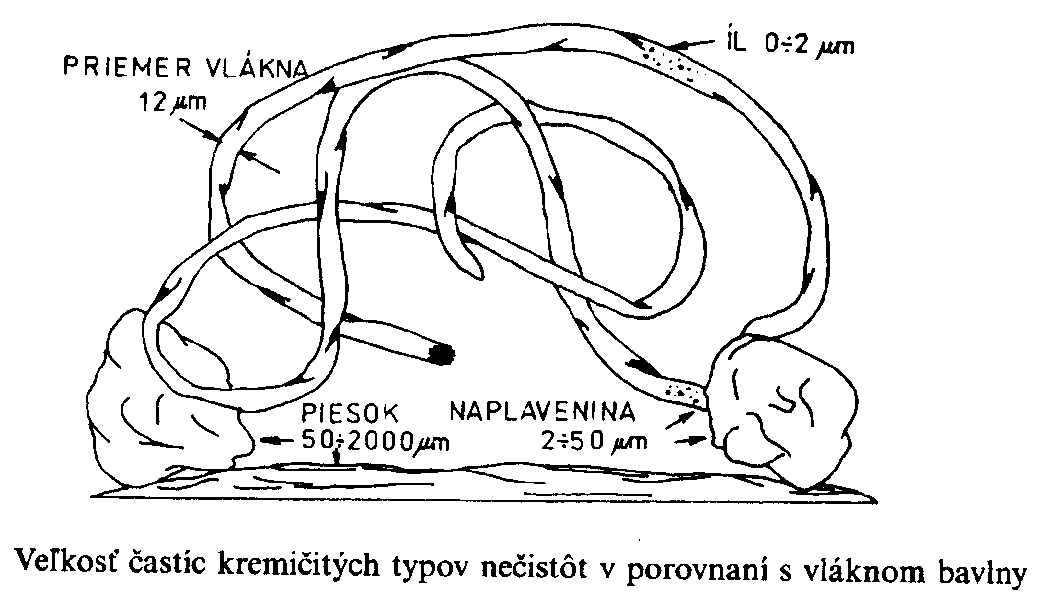 ÍL 0÷2 µm
PRIEMER VLÁKNA
12 µm
PIESOK
50÷2000 µm
NAPLAVENINA
2÷50 µm
Veľkosť častíc kremičitých typov nečistôt v porovnaní s vláknom bavlny